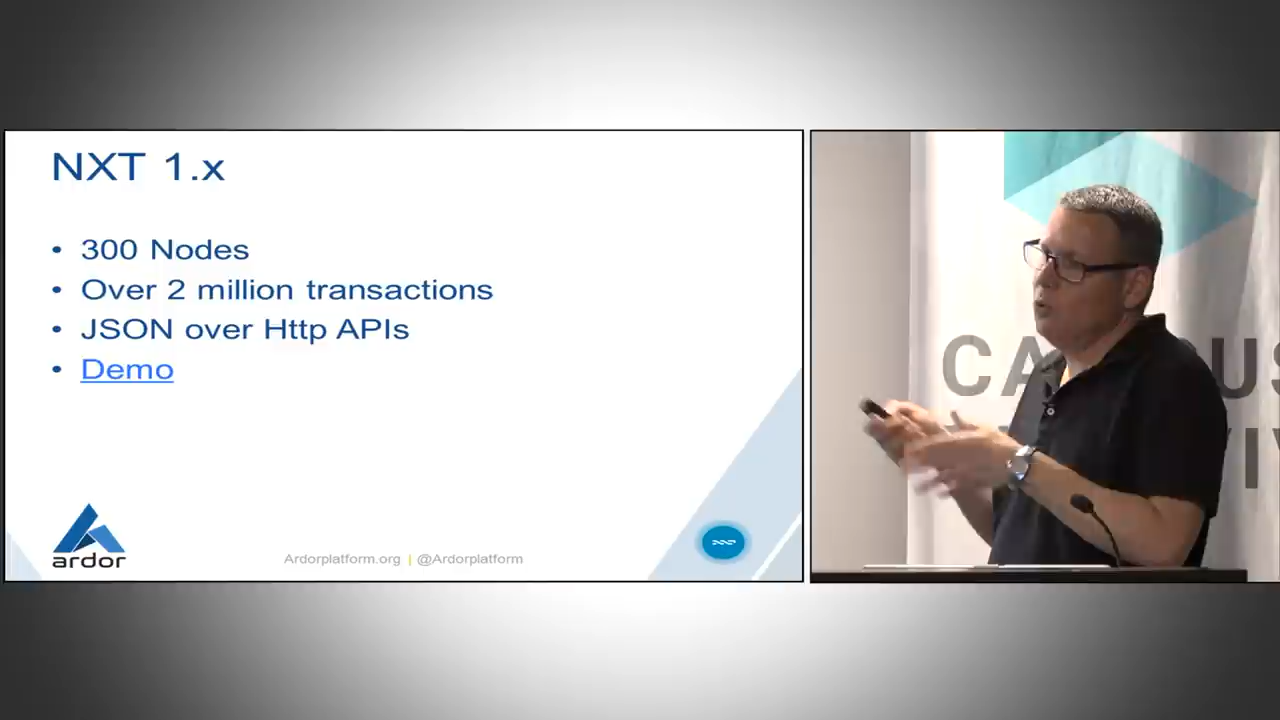 NXT 1.x
• 300 Nodes
• Over 2 million transactions
• JSON over Http APIs
• Demo
ardor
Ardorplatform.org | @Ardorplatform